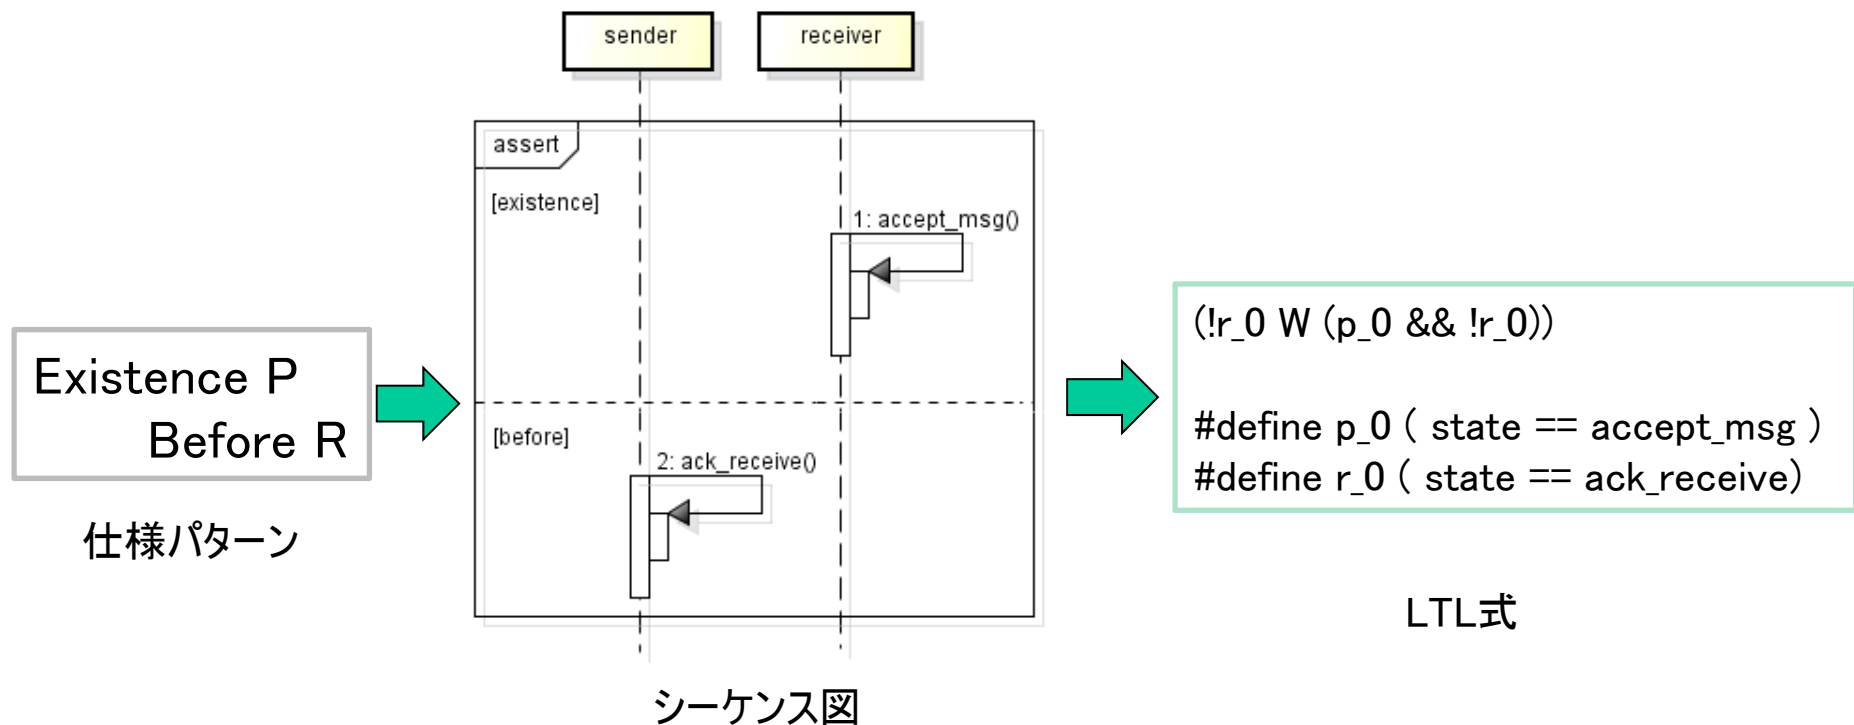 Existence P
Before R
仕様パターン
sender
receiver
assert
[existence]
1: accept_msg()
[before]
2: ack_receive()
シーケンス図
(!r_0 W (p_0 && !r_0))
#define p_0 ( state == accept_msg )
#define r_0 ( state == ack_receive)
LTL式